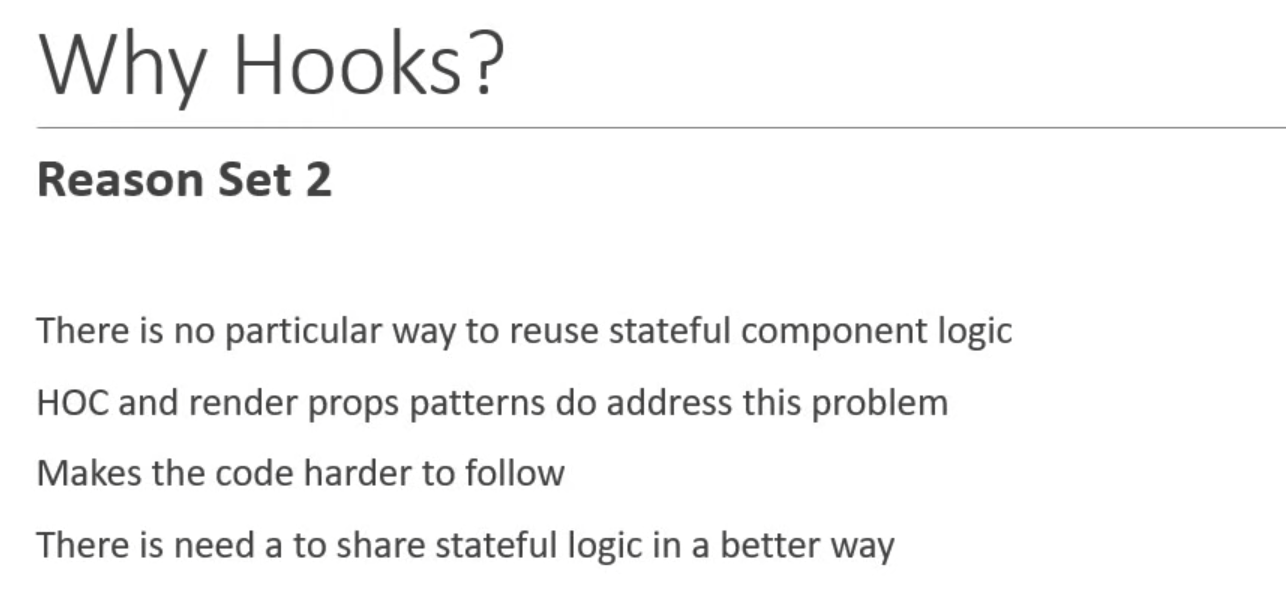 Why Hooks?
Reason Set 2
There is no particular way to reuse stateful component logic
HOC and render props patterns do address this problem
Makes the code harder to follow
There is need a to share stateful logic in a better way